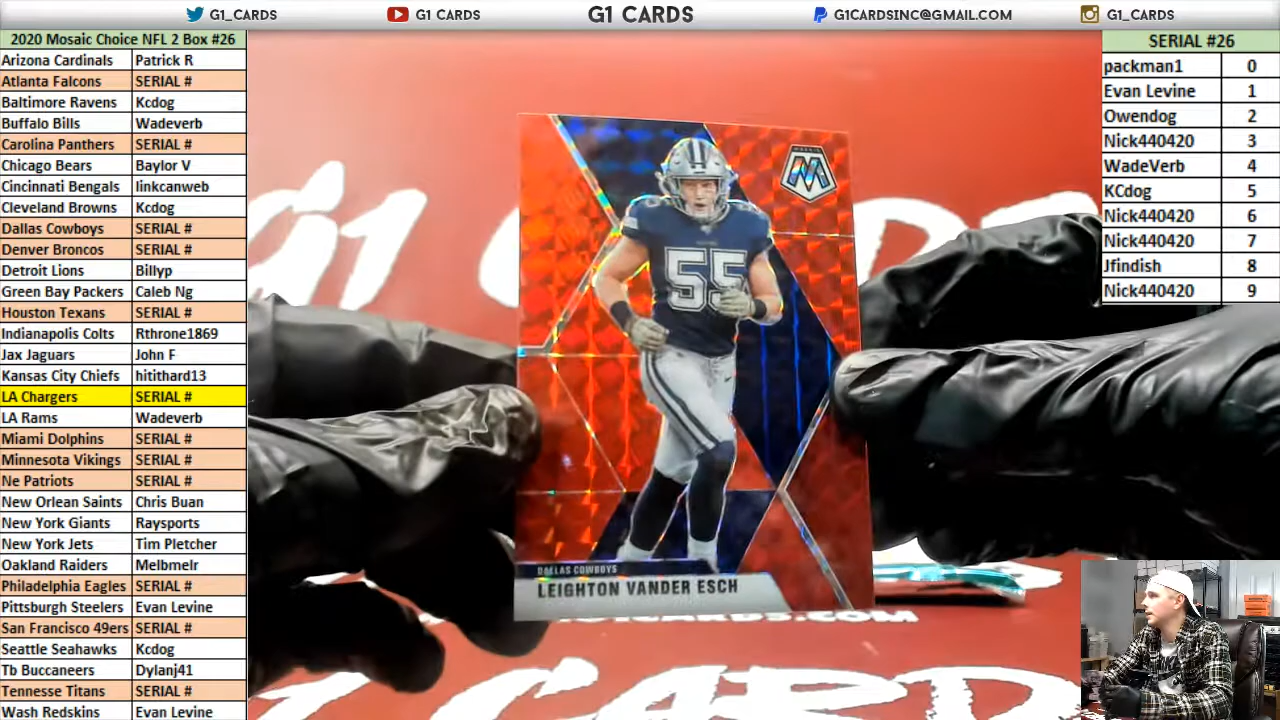 G1_CARDS
G1 CARDS
G1 CARDS
G1CARDSINC@GMAIL.COM
G1_CARDS
2020 Mosaic Choice NFL 2 Box #26
Arizona Cardinals Patrick R
Atlanta Falcons SERIAL #
Baltimore Ravens Kcdog
Buffalo Bills Wadeverb
Carolina Panthers SERIAL #
Chicago Bears Baylor V
Cincinnati Bengals linkcanweb
Cleveland Browns Kcdog
Dallas Cowboys SERIAL #
Denver Broncos SERIAL #
Detroit Lions Billyp
Green Bay Packers Caleb Ng
Houston Texans SERIAL #
Indianapolis Colts Rthrone1869
Jax Jaguars John F
Kansas City Chiefs hitithard13
LA Chargers SERIAL #
LA Rams Wadeverb
Miami Dolphins SERIAL #
Minnesota Vikings SERIAL #
Ne Patriots SERIAL #
New Orlean Saints Chris Buan
New York Giants Raysports
New York Jets Tim Pletcher
Oakland Raiders Melbmelr
Philadelphia Eagles SERIAL #
Pittsburgh Steelers Evan Levine
San Francisco 49ers SERIAL #
Seattle Seahawks Kcdog
Tb Buccaneers Dylanj41
Tennesse Titans SERIAL #
Wash Redskins Evan Levine
SERIAL #26
packman1 0
Evan Levine 1
Owendog 2
Nick440420 3
WadeVerb 4
KCdog 5
Nick440420 6
Nick440420 7
Jfindish 8
Nick440420 9
G1 CARD
MOSAIC
55
DALLAS COWBOYS
LEIGHTON VANDER ESCH
G1CARDS.COM
CARD